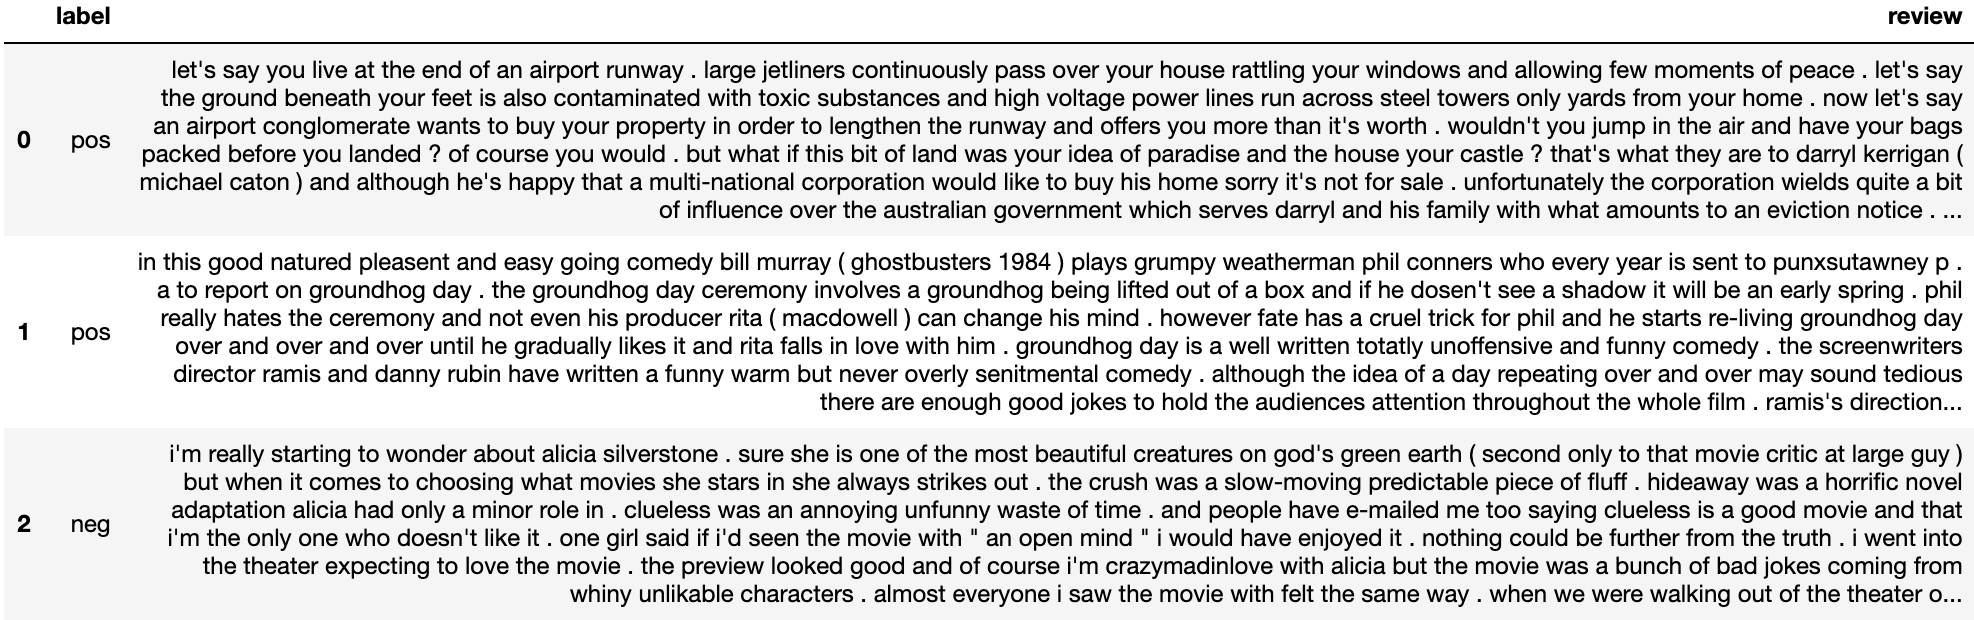 label review
let's say you live at the end of an airport runway . large jetliners continuously pass over your house rattling your windows and allowing few moments of peace . let's say
the ground beneath your feet is also contaminated with toxic substances and high voltage power lines run across steel towers only yards from your home . now let's say
an airport conglomerate wants to buy your property in order to lengthen the runway and offers you more than it's worth . wouldn't you jump in the air and have your bags
0 pos packed before you landed ? of course you would . but what if this bit of land was your idea of paradise and the house your castle ? that's what they are to darryl kerrigan (
michael caton ) and although he's happy that a multi-national corporation would like to buy his home sorry it's not for sale . unfortunately the corporation wields quite a bit
of influence over the australian government which serves darryl and his family with what amounts to an eviction notice . ...
in this good natured pleasent and easy going comedy bill murray ( ghostbusters 1984 ) plays grumpy weatherman phil conners who every year is sent to punxsutawney p .
a to report on groundhog day . the groundhog day ceremony involves a groundhog being lifted out of a box and if he dosen't see a shadow it will be an early spring . phil
really hates the ceremony and not even his producer rita ( macdowell ) can change his mind . however fate has a cruel trick for phil and he starts re-living groundhog day
1 pos over and over and over until he gradually likes it and rita falls in love with him . groundhog day is a well written totatly unoffensive and funny comedy . the screenwriters
director ramis and danny rubin have written a funny warm but never overly senitmental comedy . although the idea of a day repeating over and over may sound tedious
there are enough good jokes to hold the audiences attention throughout the whole film . ramis's direction...
i'm really starting to wonder about alicia silverstone . sure she is one of the most beautiful creatures on god's green earth ( second only to that movie critic at large guy )
but when it comes to choosing what movies she stars in she always strikes out . the crush was a slow-moving predictable piece of fluff . hideaway was a horrific novel
adaptation alicia had only a minor role in . clueless was an annoying unfunny waste of time . and people have e-mailed me too saying clueless is a good movie and that
2 neg i'm the only one who doesn't like it . one girl said if i'd seen the movie with " an open mind " i would have enjoyed it . nothing could be further from the truth . i went into
the theater expecting to love the movie . the preview looked good and of course i'm crazymadinlove with alicia but the movie was a bunch of bad jokes coming from
whiny unlikable characters . almost everyone i saw the movie with felt the same way . when we were walking out of the theater o...